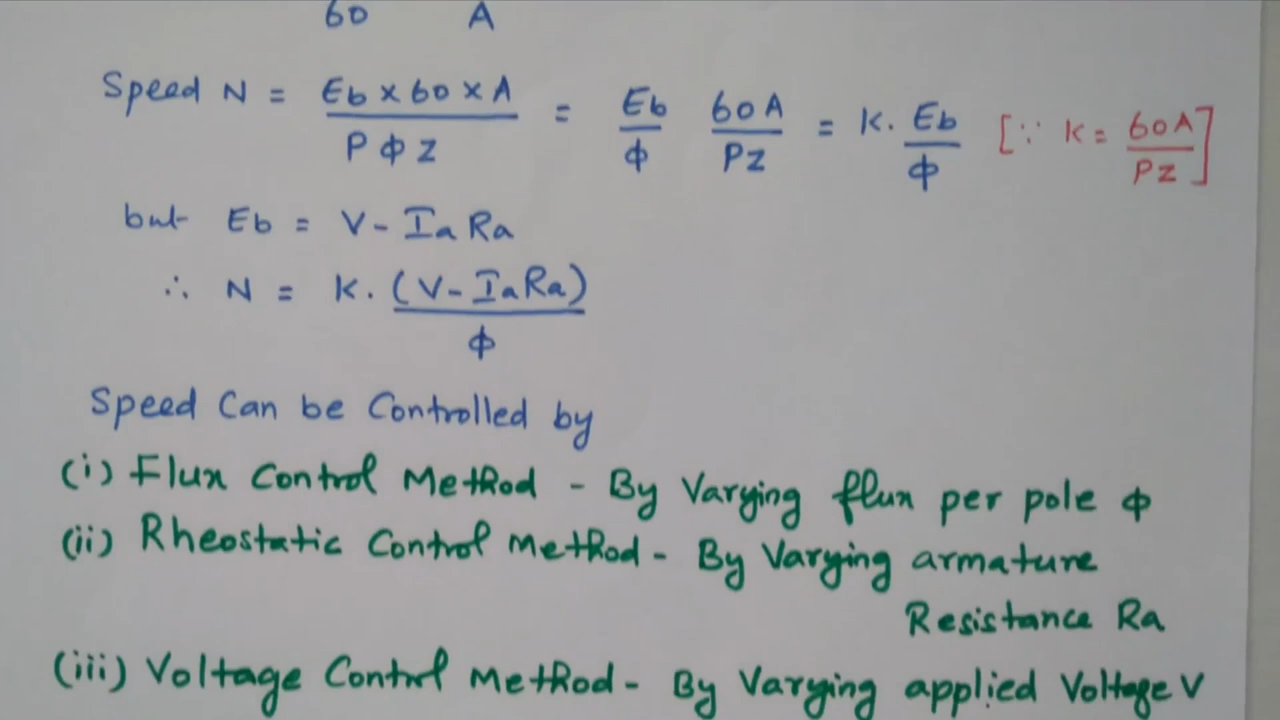 60 A
Speed N = Eb x 60 x A / P ϕ Z = Eb / ϕ 60A / PZ = K. Eb / ϕ [∵ K = 60A / PZ]
but Eb = V - IaRa
∴ N = K. (V - IaRa) / ϕ
Speed Can be Controlled by
(i) Flux Control Method - By Varying flux per pole ϕ
(ii) Rheostatic Control Method - By Varying armature
Resistance Ra
(iii) Voltage Control Method - By Varying applied Voltage V